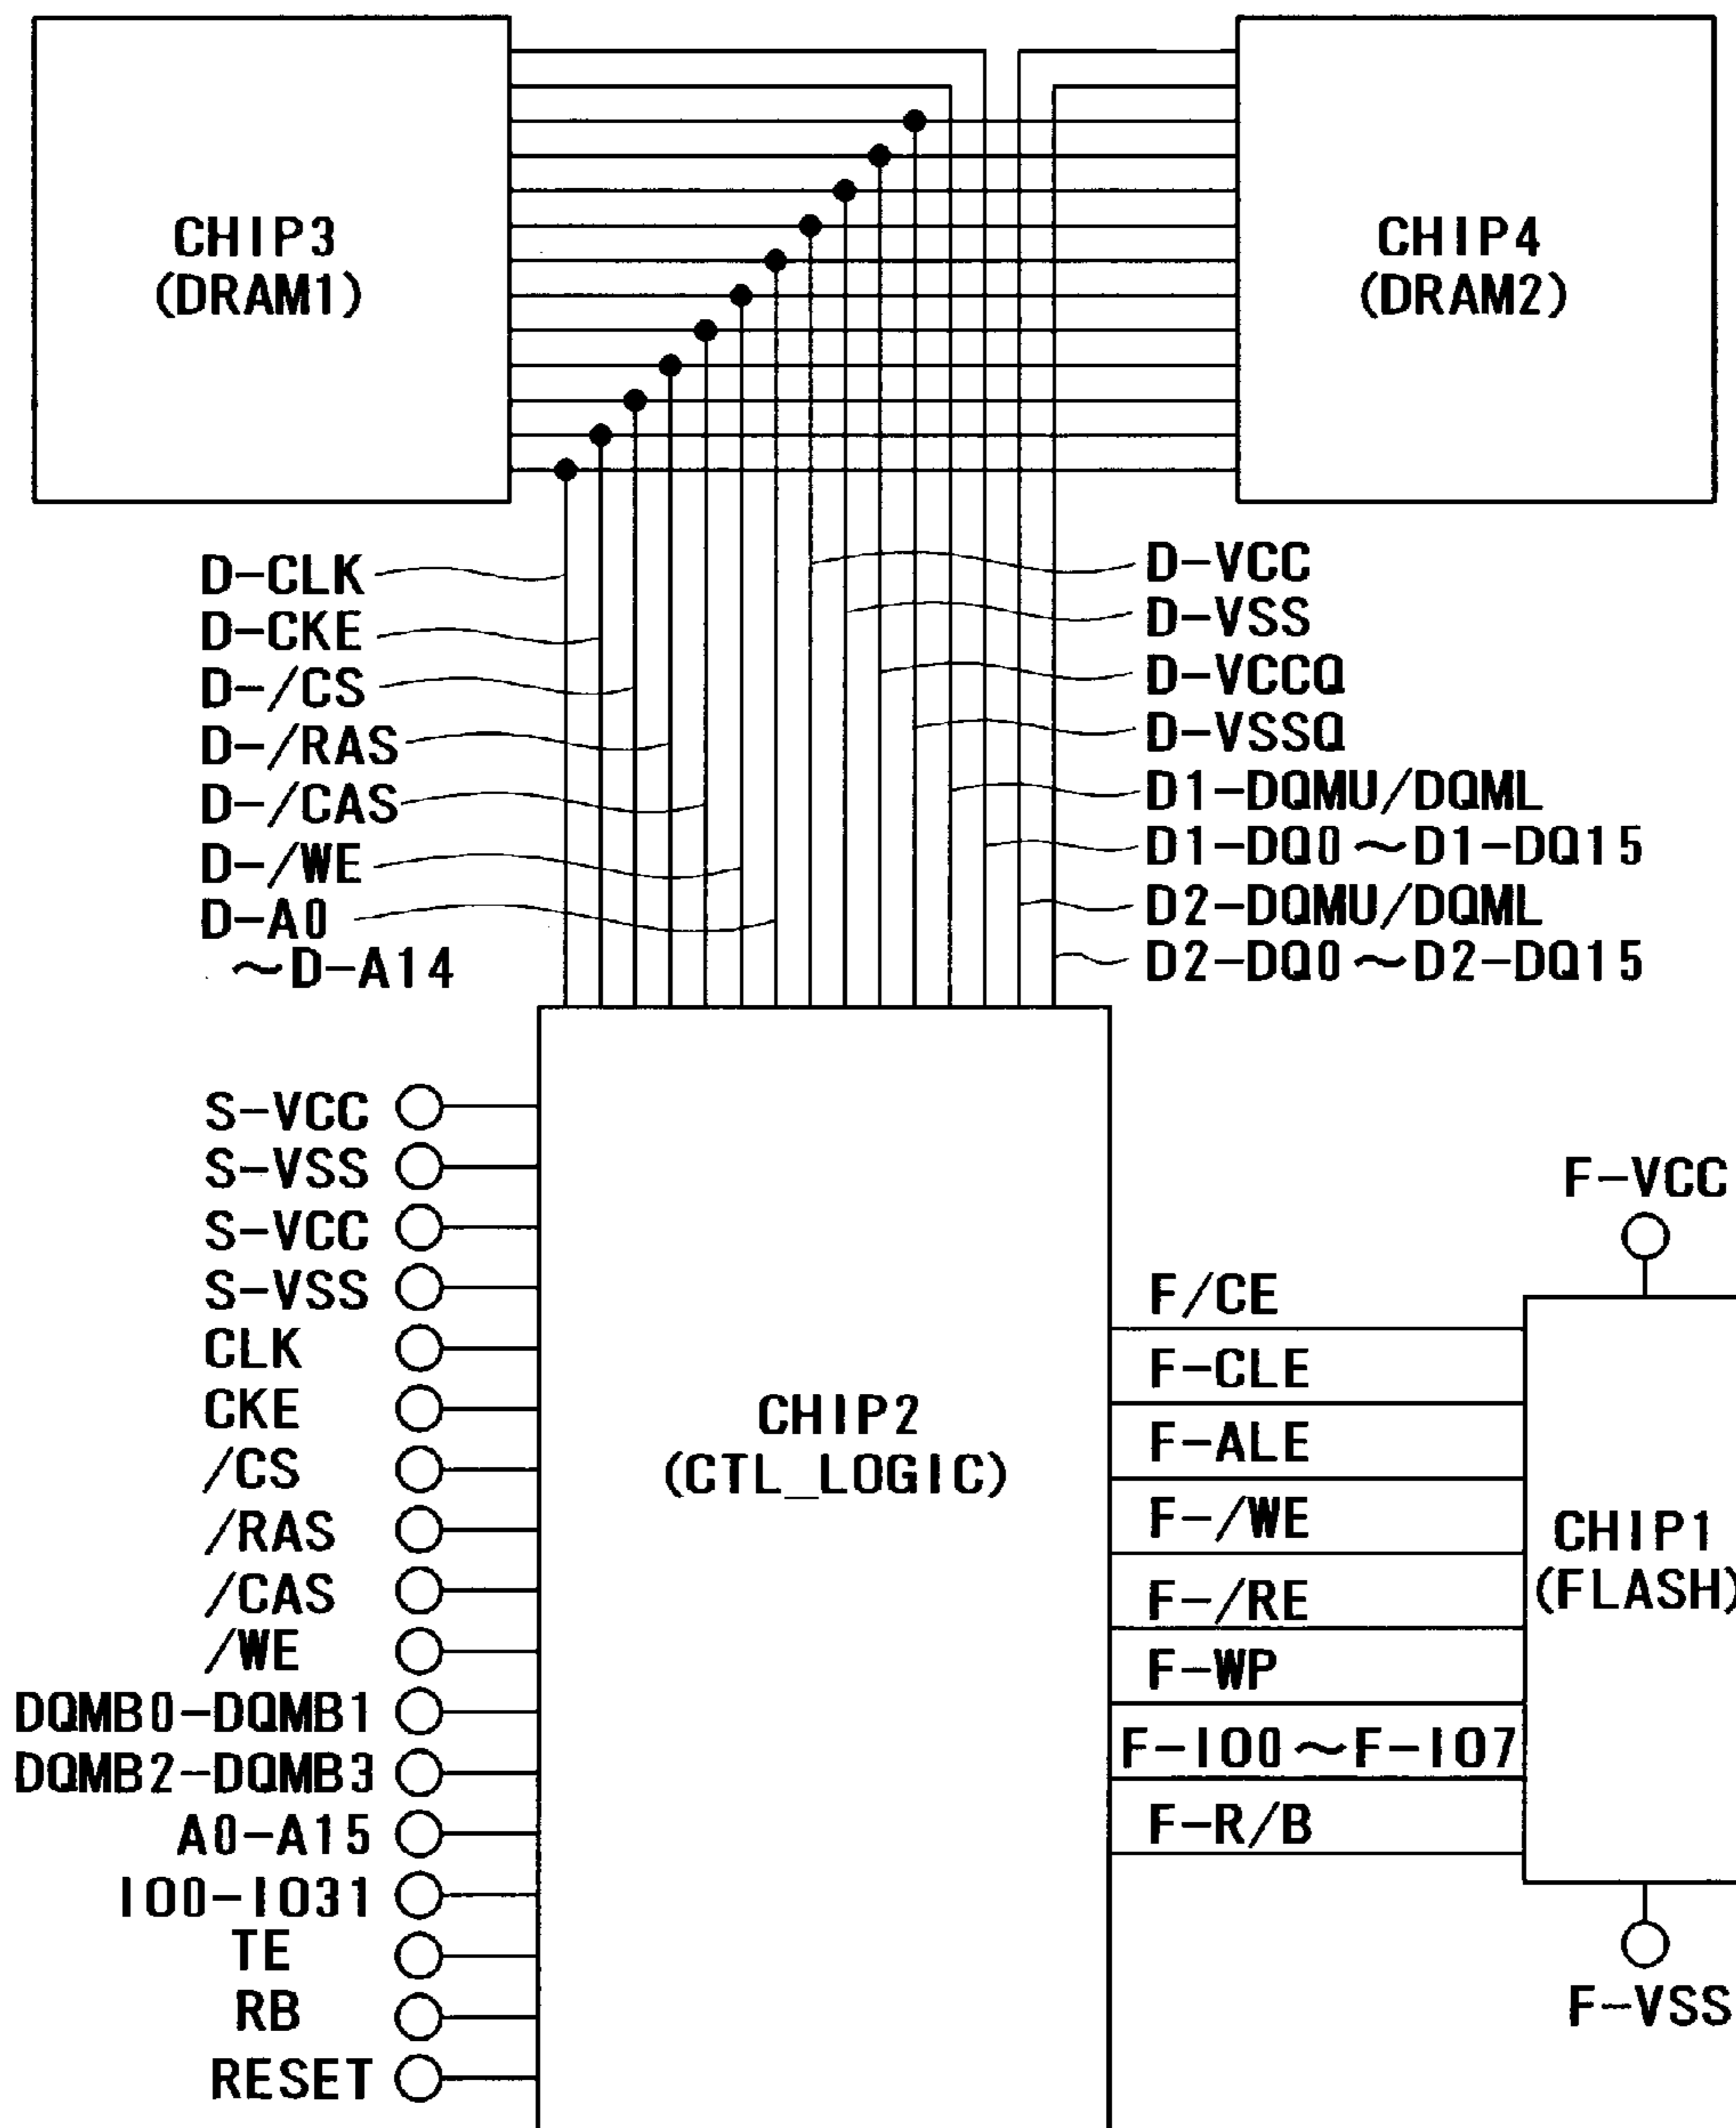 CHIP3
(DRAM1)
CHIP4
(DRAM2)
D-CLK
D-CKE
D-/CS
D-/RAS
D-/CAS
D-/WE
D-A0
~D-A14
D-VCC
D-VSS
D-VCCQ
D-VSSQ
D1-DQMU/DQML
D1-DQ0~D1-DQ15
D2-DQMU/DQML
D2-DQ0~D2-DQ15
S-VCC
S-VSS
S-VCC
S-VSS
CLK
CKE
/CS
/RAS
/CAS
/WE
DQMB0-DQMB1
DQMB2-DQMB3
A0-A15
IO0-IO31
TE
RB
RESET
CHIP2
(CTL_LOGIC)
F/CE
F-CLE
F-ALE
F-/WE
F-/RE
F-WP
F-IO0~F-IO7
F-R/B
F-VCC
CHIP1
(FLASH)
F-VSS